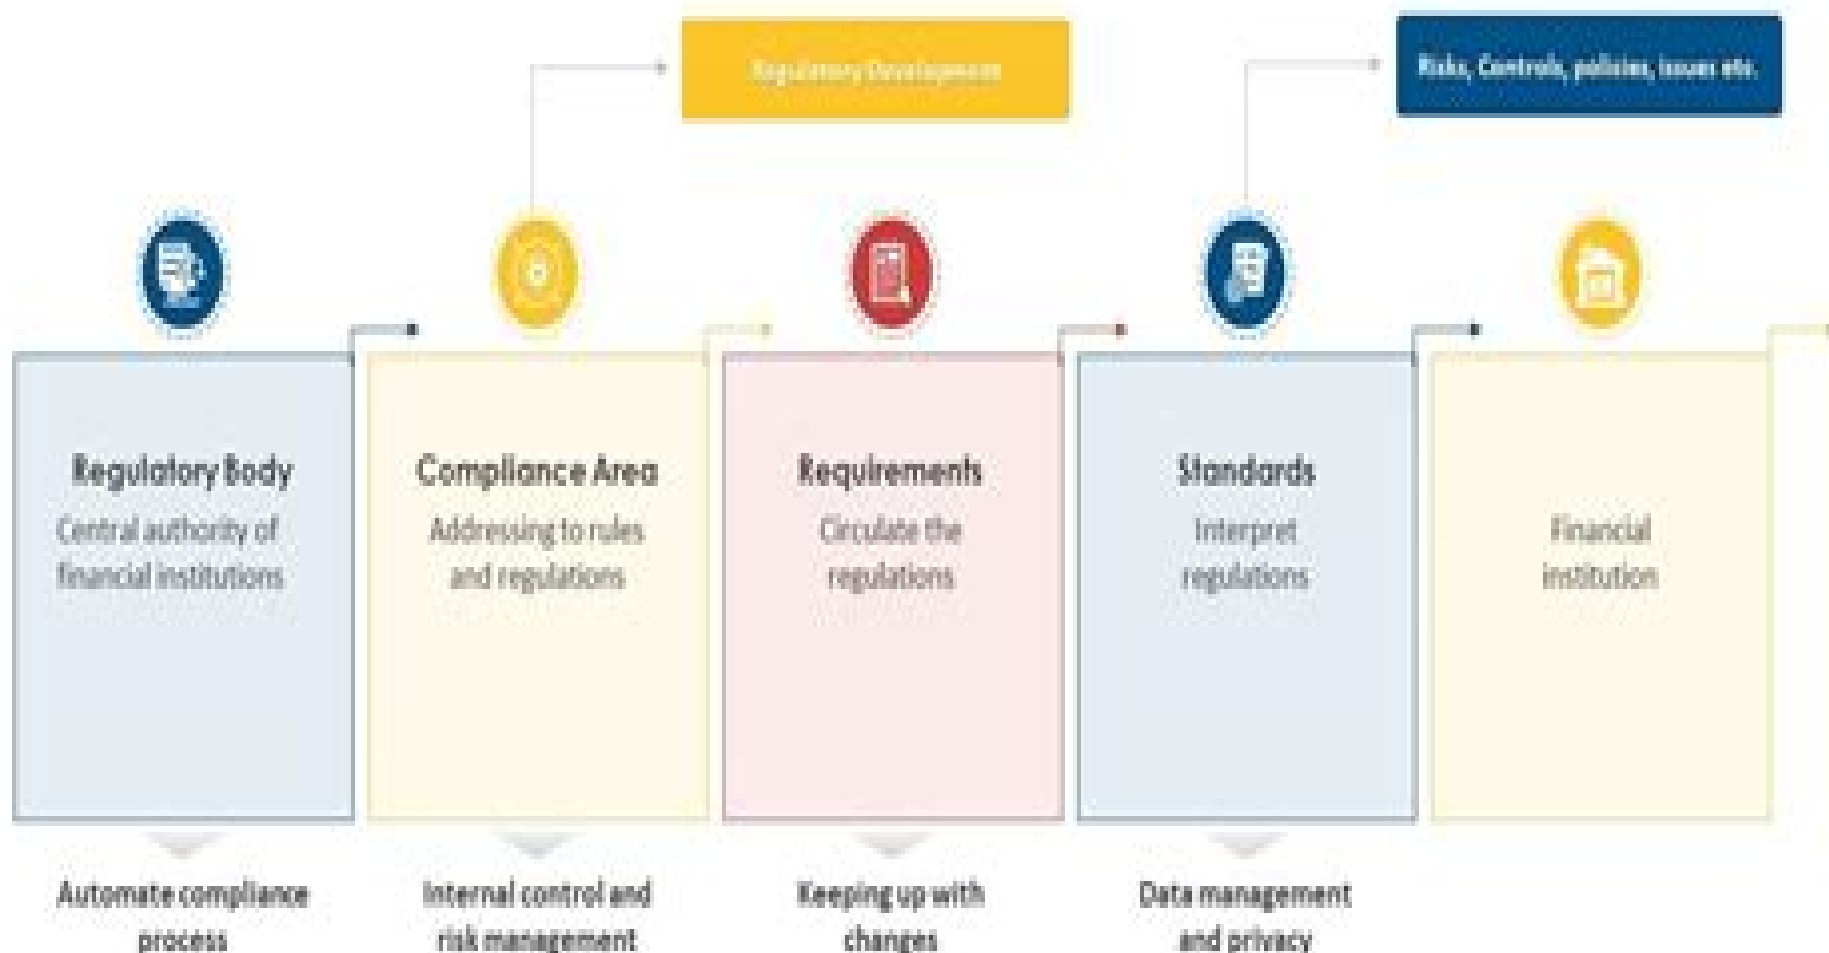 Regulatory Development
Risks, Controls, policies, issues etc.
Regulatory Body
Central authority of
financial institutions
Compliance Area
Addressing to rules
and regulations
Requirements
Circulate the
regulations
Standards
Interpret
regulations
Financial
institution
Automate compliance
process
Internal control and
risk management
Keeping up with
changes
Data management
and privacy